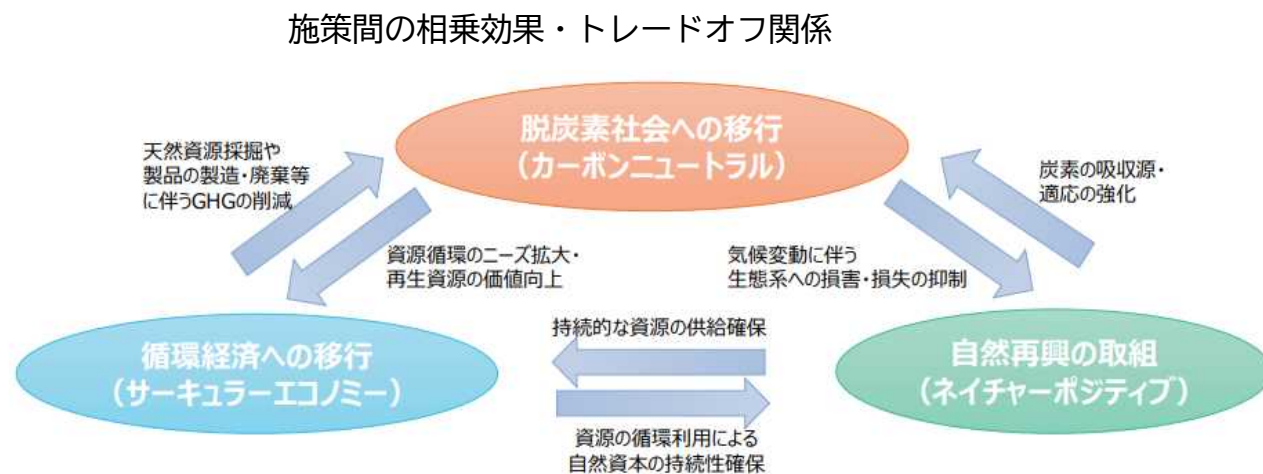 施策間の相乗効果・トレードオフ関係
脱炭素社会への移行
（カーボンニュートラル）
天然資源採掘や
製品の製造・廃棄等
に伴うGHGの削減
炭素の吸収源・
適応の強化
資源循環のニーズ拡大・
再生資源の価値向上
気候変動に伴う
生態系への損害・損失の抑制
持続的な資源の供給確保
循環経済への移行
（サーキュラーエコノミー）
自然再興の取組
（ネイチャーポジティブ）
資源の循環利用による
自然資本の持続性確保